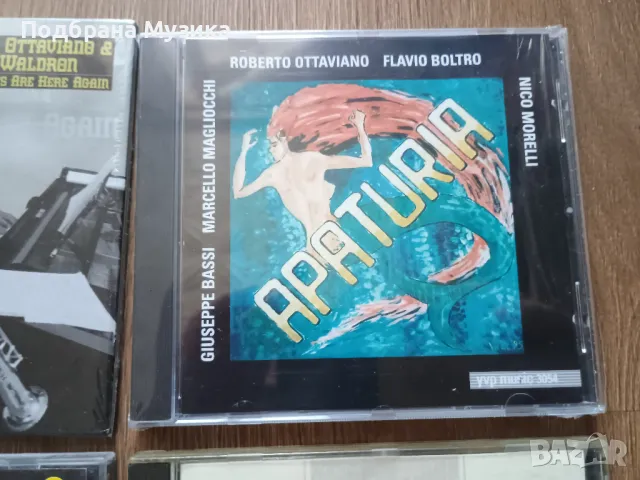 Подбрана Музика
OTTAVIANO &
WALDRON
Are Here Again
ROBERTO OTTAVIANO FLAVIO BOLTRO
NICO MORELLI
GIUSEPPE BASSI MARCELLO MAGLIOCCHI
APATURIA
yvp music 3054
BAZAR